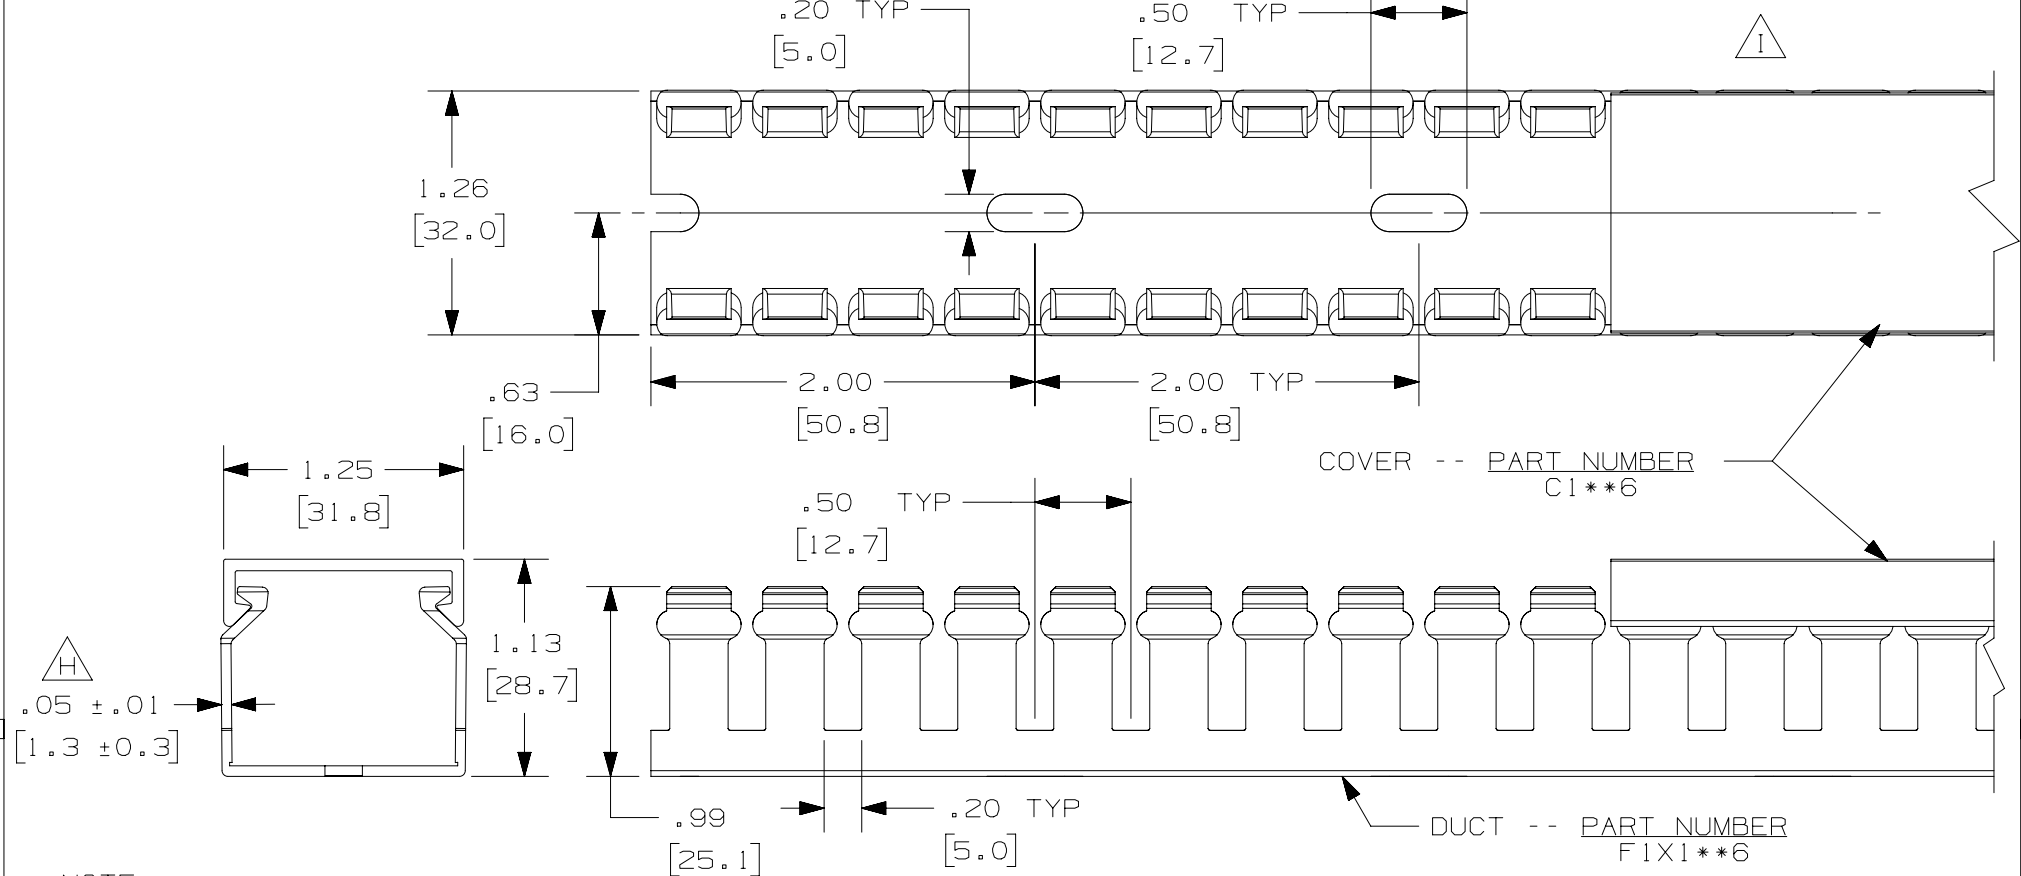 .20 TYP
[5.0]
.50 TYP
[12.7]
I
1.26
[32.0]
.63
[16.0]
2.00
[50.8]
2.00 TYP
[50.8]
COVER -- PART NUMBER
C1**6
1.25
[31.8]
.50 TYP
[12.7]
1.13
[28.7]
H
.05 ±.01
[1.3 ±0.3]
.99
[25.1]
.20 TYP
[5.0]
DUCT -- PART NUMBER
F1X1**6